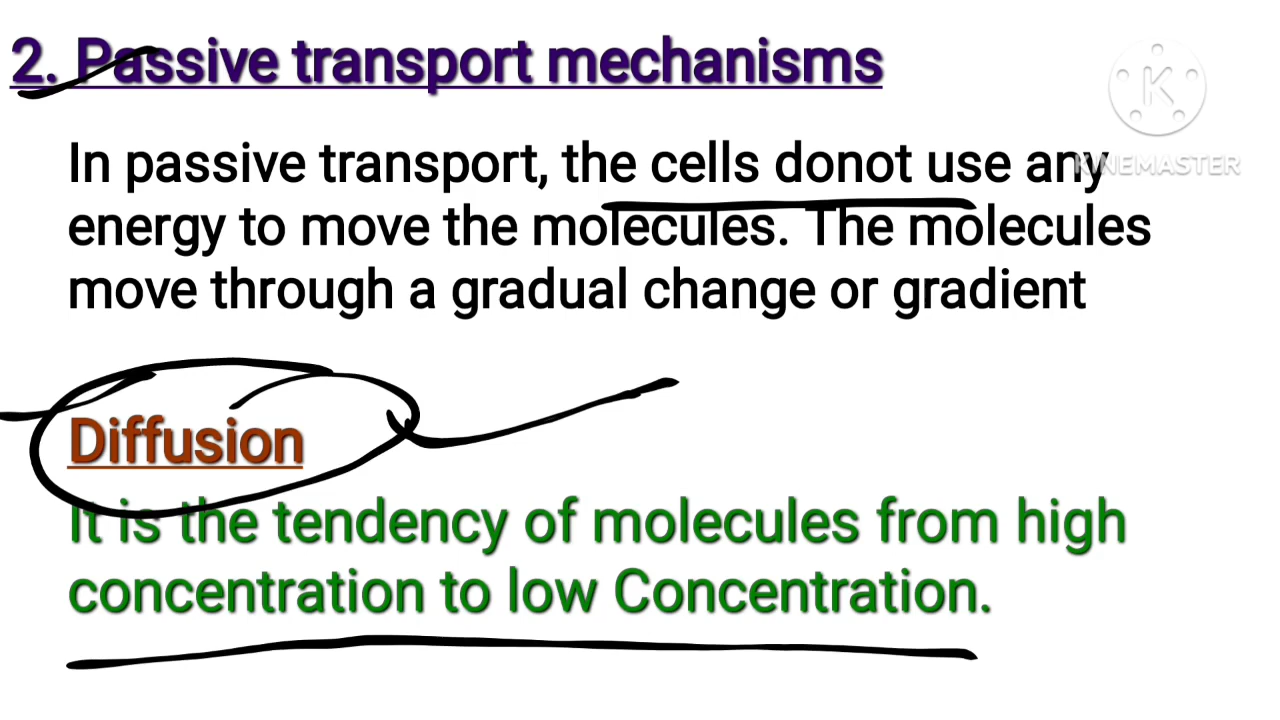 2. Passive transport mechanisms
K
KINEMASTER
In passive transport, the cells donot use any
energy to move the molecules. The molecules
move through a gradual change or gradient
Diffusion
It is the tendency of molecules from high
concentration to low Concentration.